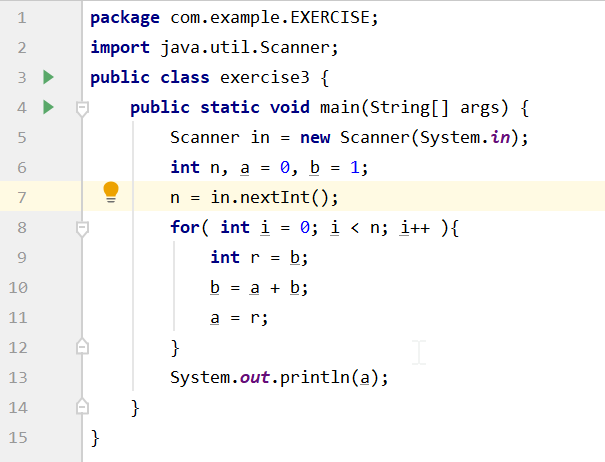 1 package com.example.EXERCISE;
2 import java.util.Scanner;
3 public class exercise3 {
4 public static void main(String[] args) {
5 Scanner in = new Scanner(System.in);
6 int n, a = 0, b = 1;
7 n = in.nextInt();
8 for( int i = 0; i < n; i++ ){
9 int r = b;
10 b = a + b;
11 a = r;
12 }
13 System.out.println(a);
14 }
15 }